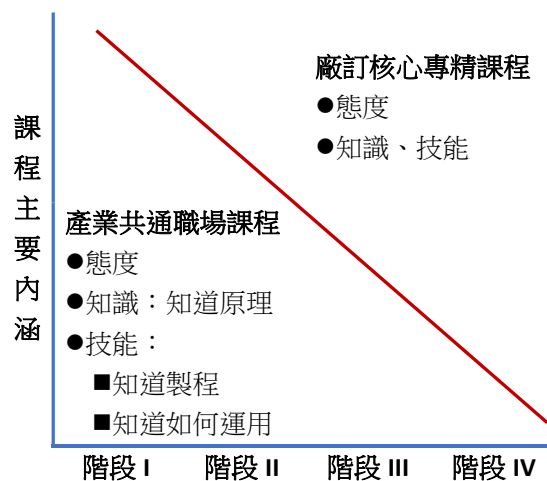 廠訂核心專精課程
●態度
●知識、技能
課程主要內涵
產業共通職場課程
●態度
●知識：知道原理
●技能：
■知道製程
■知道如何運用
階段 I 階段 II 階段 III 階段 IV